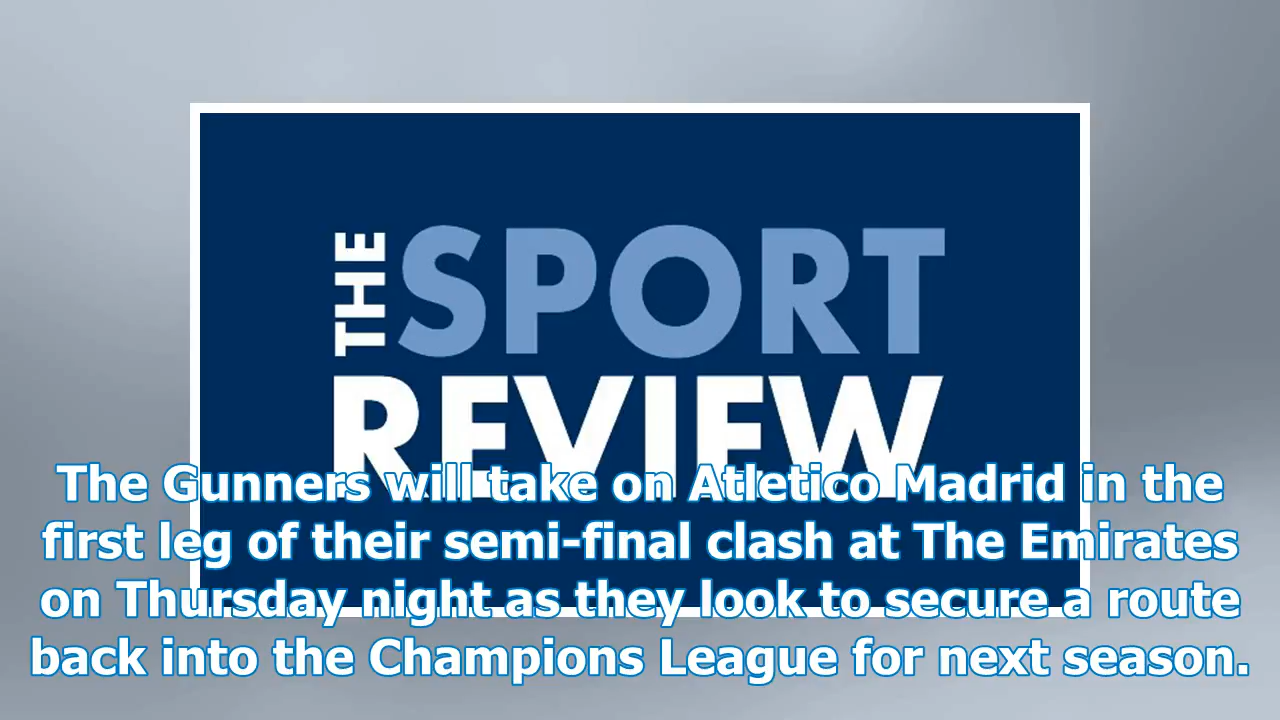 THE SPORT
REVIEW
The Gunners will take on Atletico Madrid in the
first leg of their semi-final clash at The Emirates
on Thursday night as they look to secure a route
back into the Champions League for next season.